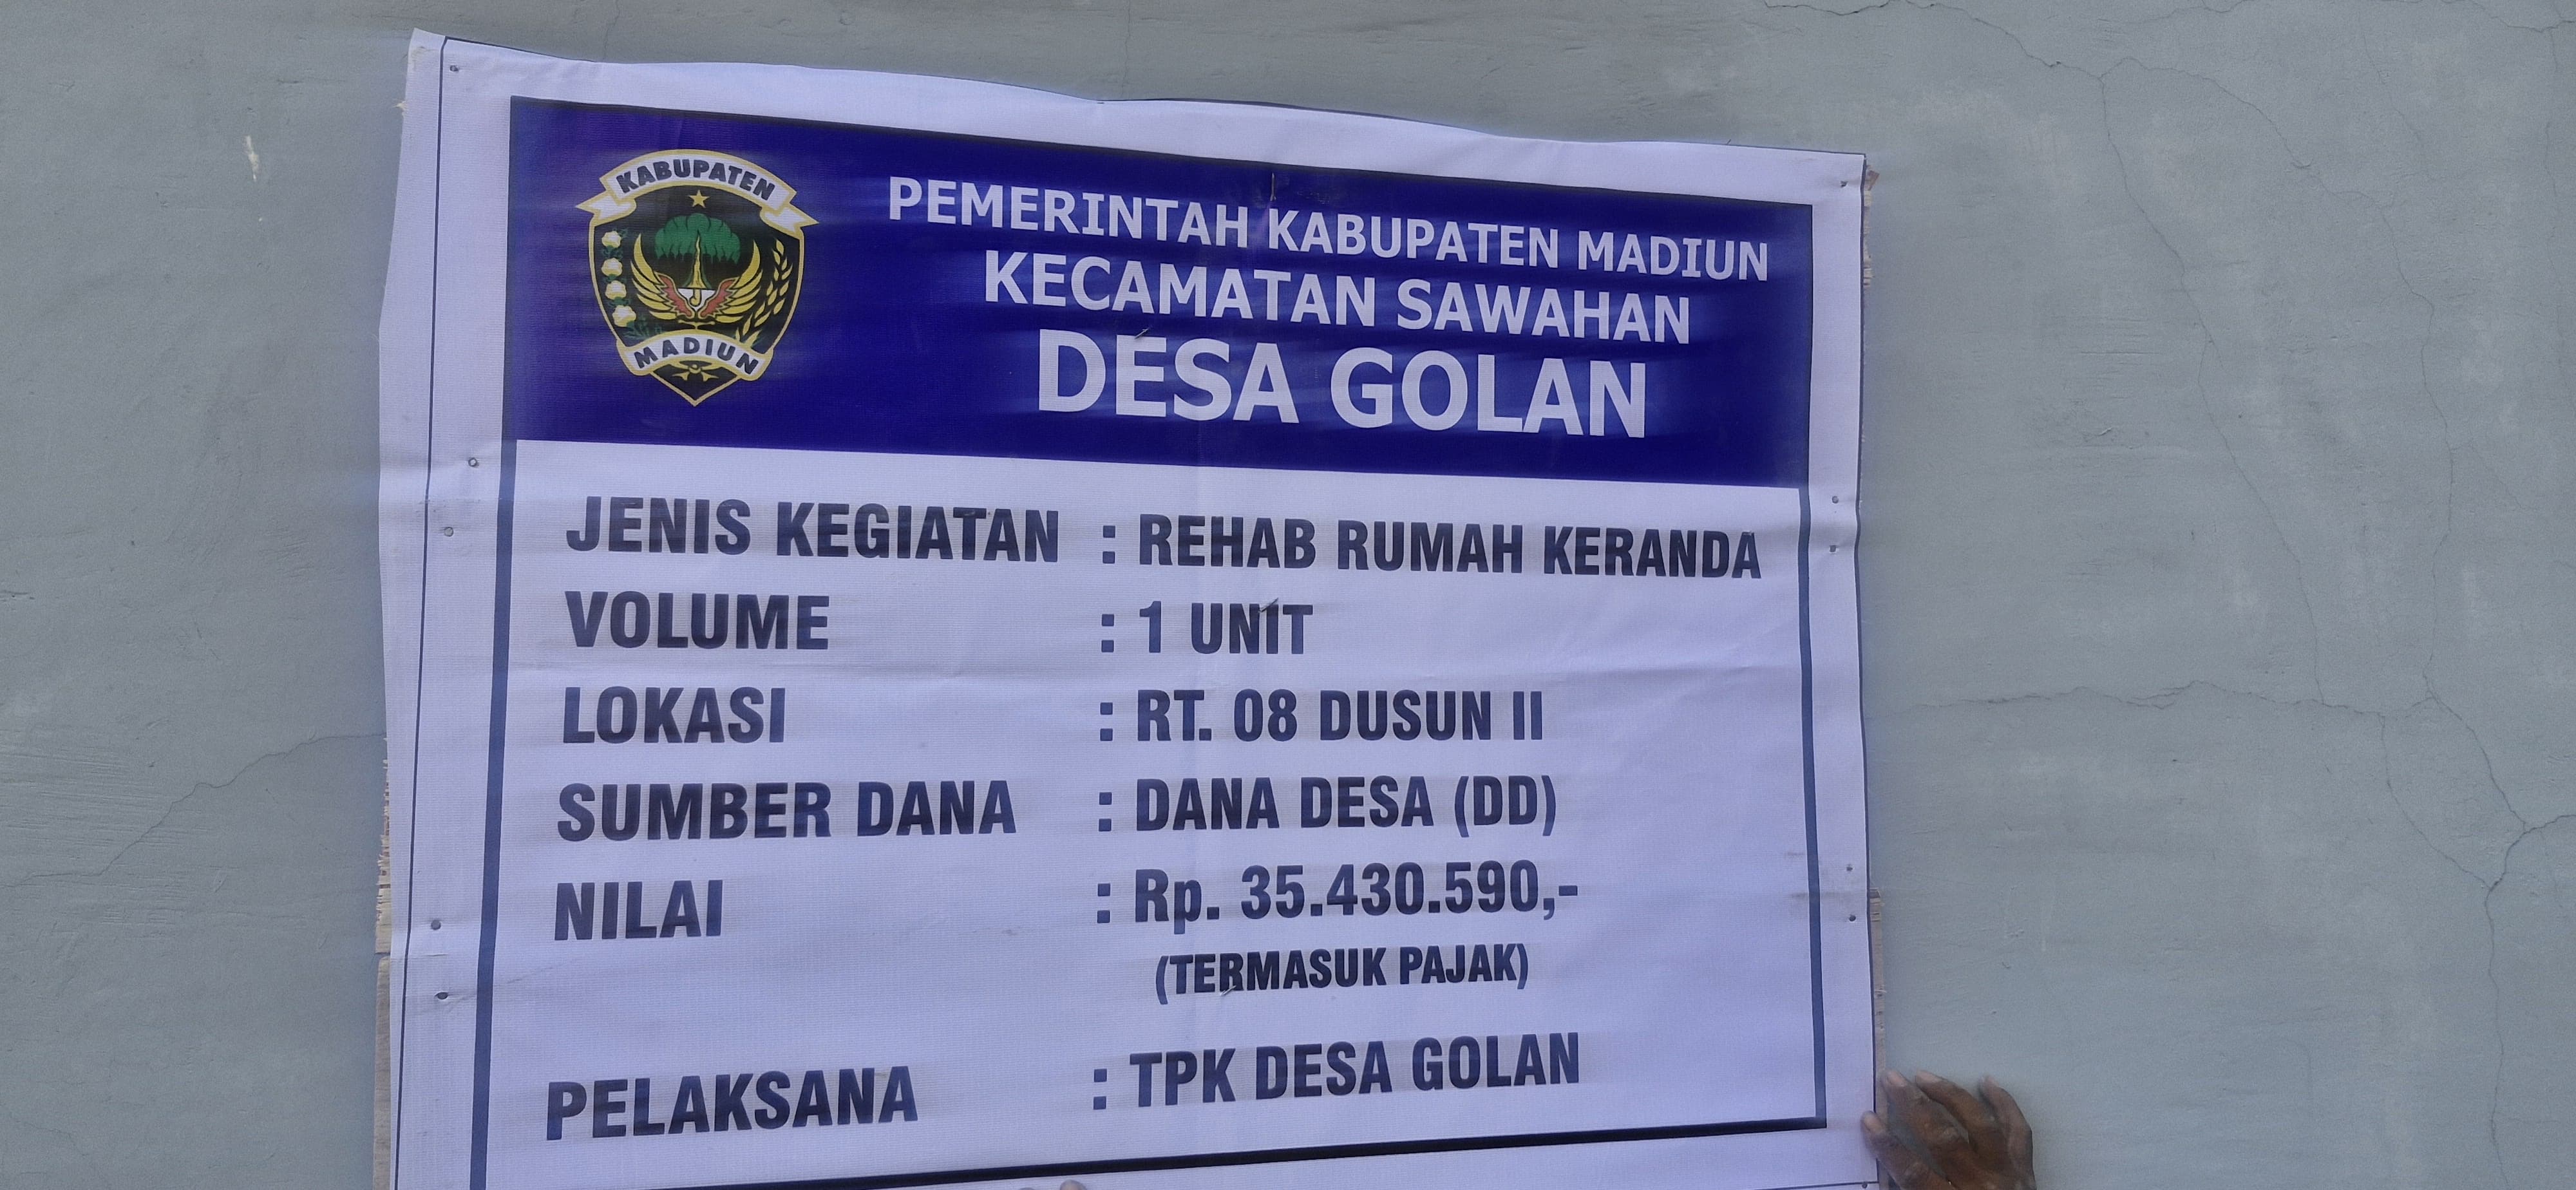 KABUPATEN
MADIUN
PEMERINTAH KABUPATEN MADIUN
KECAMATAN SAWAHAN
DESA GOLAN
JENIS KEGIATAN : REHAB RUMAH KERANDA
VOLUME : 1 UNIT
LOKASI : RT. 08 DUSUN II
SUMBER DANA : DANA DESA (DD)
NILAI : Rp. 35.430.590,-
(TERMASUK PAJAK)
PELAKSANA : TPK DESA GOLAN